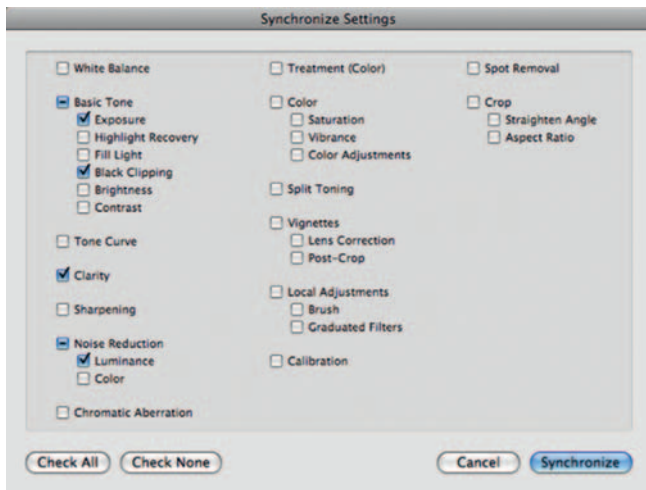 Synchronize Settings
White Balance
Basic Tone
Exposure
Highlight Recovery
Fill Light
Black Clipping
Brightness
Contrast
Tone Curve
Clarity
Sharpening
Noise Reduction
Luminance
Color
Chromatic Aberration
Treatment (Color)
Color
Saturation
Vibrance
Color Adjustments
Split Toning
Vignettes
Lens Correction
Post-Crop
Local Adjustments
Brush
Graduated Filters
Calibration
Spot Removal
Crop
Straighten Angle
Aspect Ratio
Check All
Check None
Cancel
Synchronize